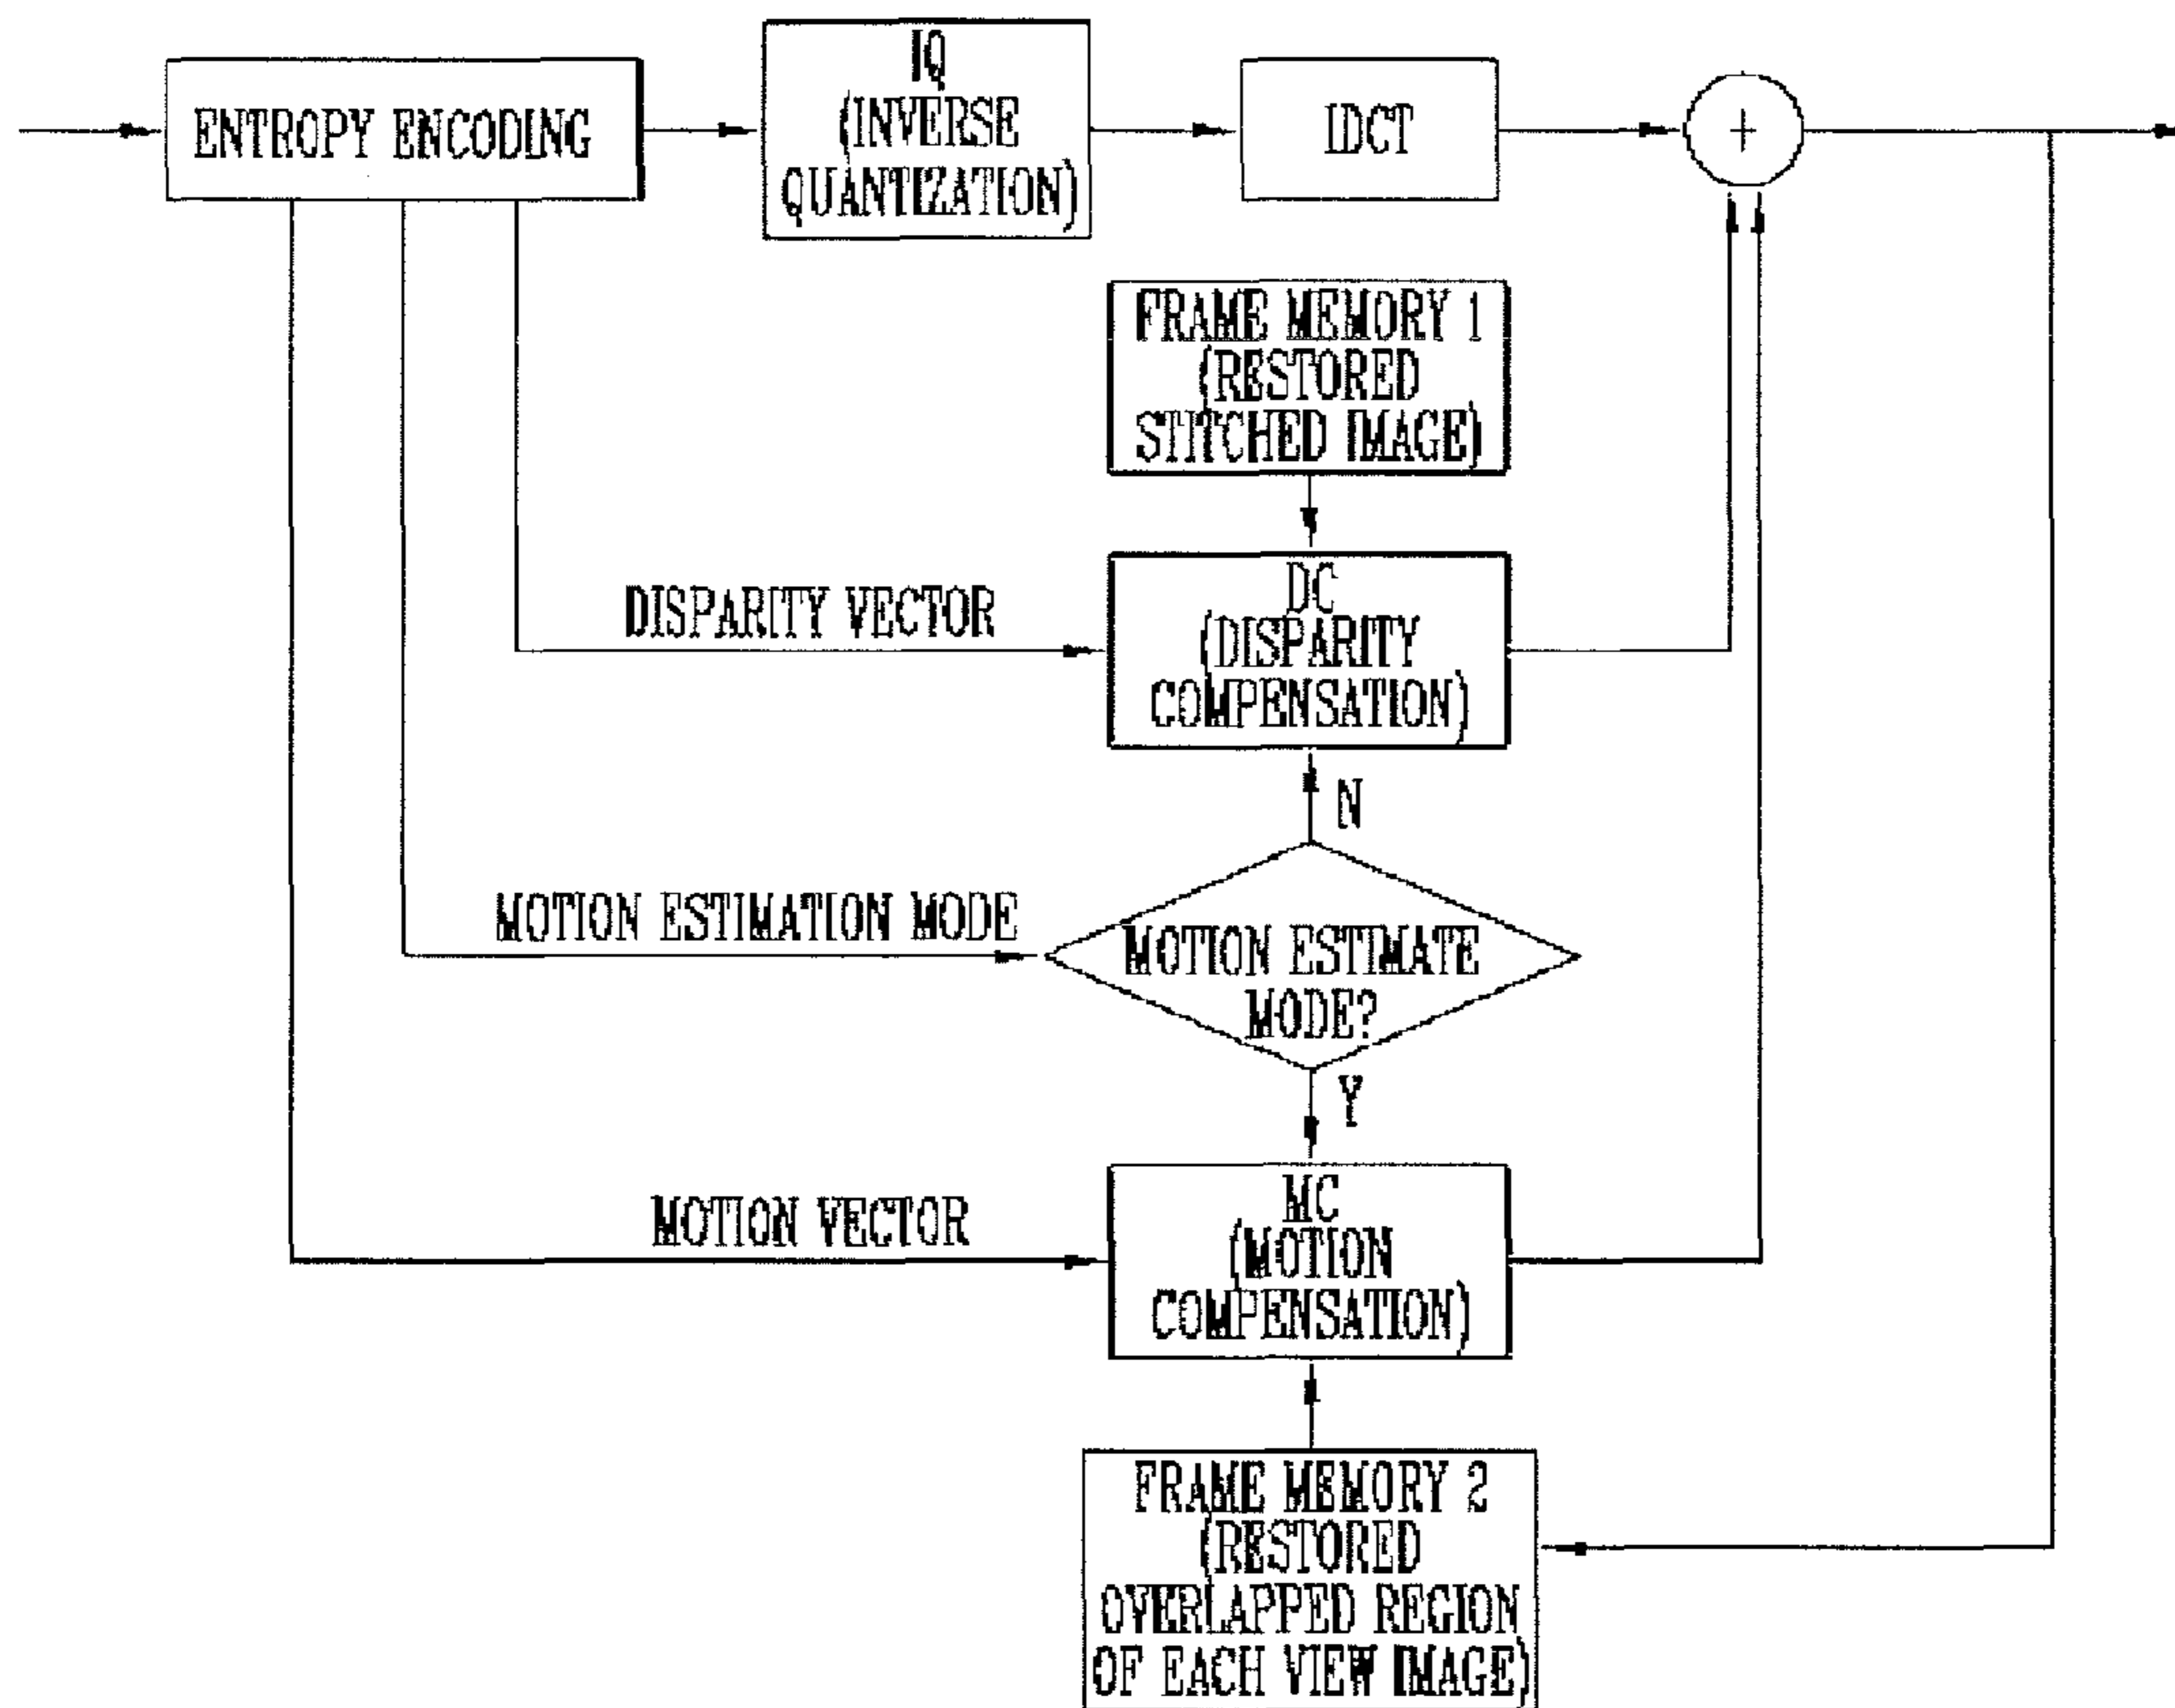 ENTROPY ENCODING
IQ
(INVERSE
QUANTIZATION)
IDCT
+
FRAME MEMORY 1
(RESTORED
STITCHED IMAGE)
DISPARITY VECTOR
DC
(DISPARITY
COMPENSATION)
N
MOTION ESTIMATION MODE
MOTION ESTIMATE
MODE?
Y
MOTION VECTOR
MC
(MOTION
COMPENSATION)
FRAME MEMORY 2
(RESTORED
OVERLAPPED REGION
OF EACH VIEW IMAGE)